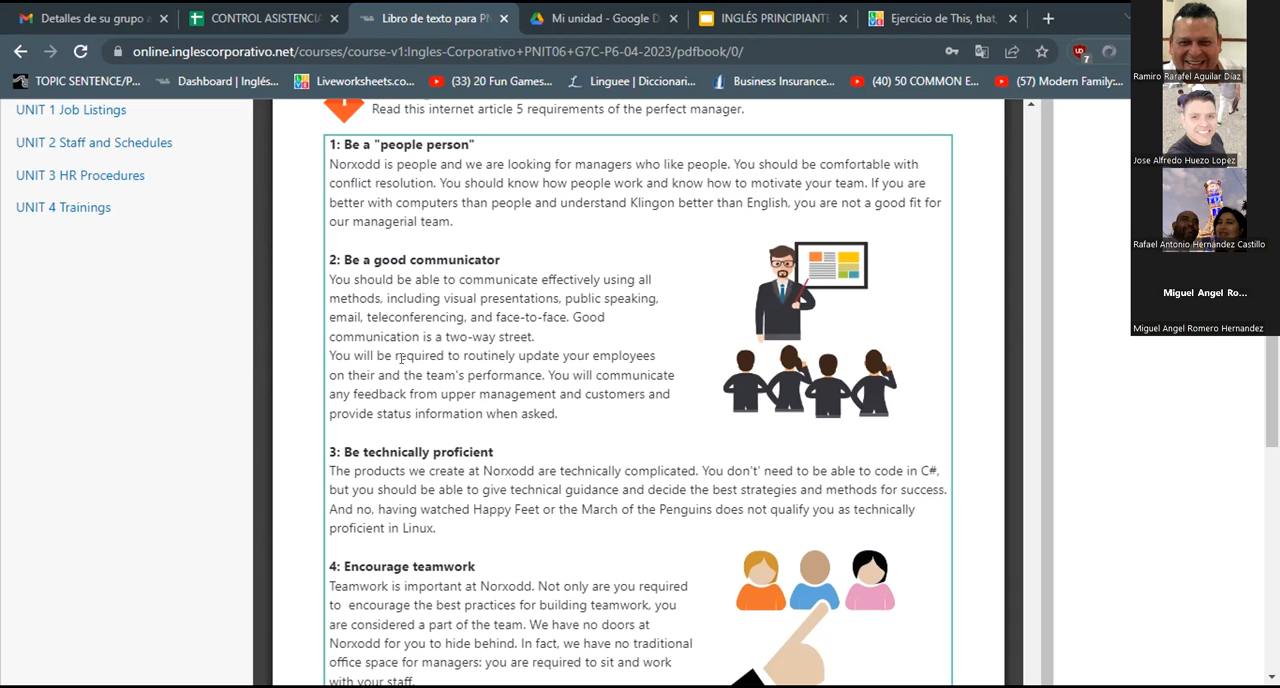 Detalles de su grupo a
CONTROL ASISTENCI
Libro de texto para PN
Mi unidad - Google D
INGLÉS PRINCIPIANTE
Ejercicio de This, that,
online.inglescorporativo.net/courses/course-v1:Ingles-Corporativo+PNIT06+G7C-P6-04-2023/pdfbook/0/
7
TOPIC SENTENCE/P...
Dashboard | Inglés...
Liveworksheets.co...
(33) 20 Fun Games...
Linguee | Diccionari...
Business Insurance...
(40) 50 COMMON E...
(57) Modern Family:...
UNIT 1 Job Listings
UNIT 2 Staff and Schedules
UNIT 3 HR Procedures
UNIT 4 Trainings
Read this internet article 5 requirements of the perfect manager.
1: Be a "people person"
Norxodd is people and we are looking for managers who like people. You should be comfortable with
conflict resolution. You should know how people work and know how to motivate your team. If you are
better with computers than people and understand Klingon better than English, you are not a good fit for
our managerial team.
2: Be a good communicator
You should be able to communicate effectively using all
methods, including visual presentations, public speaking,
email, teleconferencing, and face-to-face. Good
communication is a two-way street.
You will be required to routinely update your employees
on their and the team's performance. You will communicate
any feedback from upper management and customers and
provide status information when asked.
3: Be technically proficient
The products we create at Norxodd are technically complicated. You don't' need to be able to code in C#,
but you should be able to give technical guidance and decide the best strategies and methods for success.
And no, having watched Happy Feet or the March of the Penguins does not qualify you as technically
proficient in Linux.
4: Encourage teamwork
Teamwork is important at Norxodd. Not only are you required
to encourage the best practices for building teamwork, you
are considered a part of the team. We have no doors at
Norxodd for you to hide behind. In fact, we have no traditional
office space for managers: you are required to sit and work
with your staff.
Ramiro Rarafel Aguilar Díaz
Jose Alfredo Huezo Lopez
Rafael Antonio Hernández Castillo
Miguel Angel Ro...
Miguel Angel Romero Hernandez